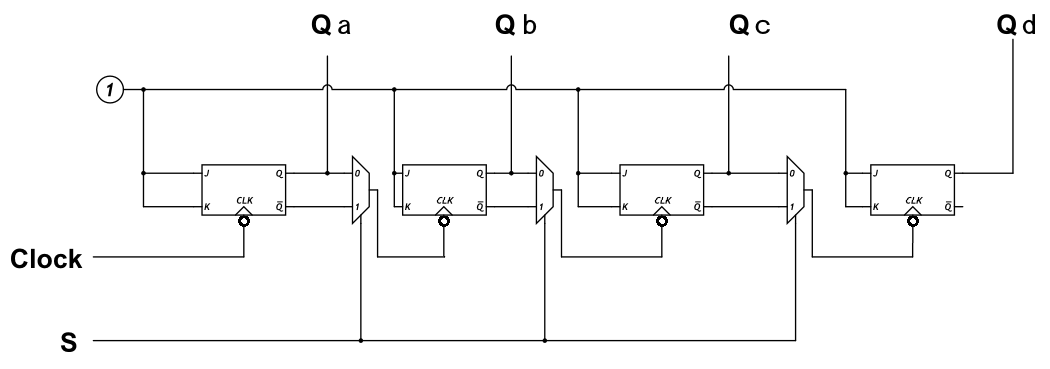 Q a Q b Q c Q d
1
J Q 0 J Q 0 J Q 0 J Q
K CLK Q̅ 1 K CLK Q̅ 1 K CLK Q̅ 1 K CLK Q̅
Clock
S